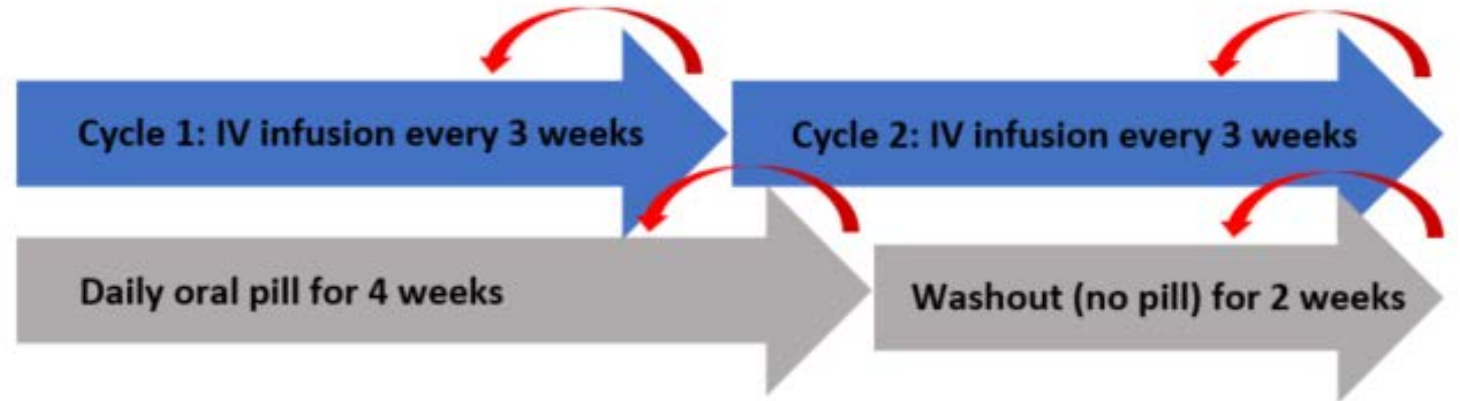 Cycle 1: IV infusion every 3 weeks
Cycle 2: IV infusion every 3 weeks
Daily oral pill for 4 weeks
Washout (no pill) for 2 weeks